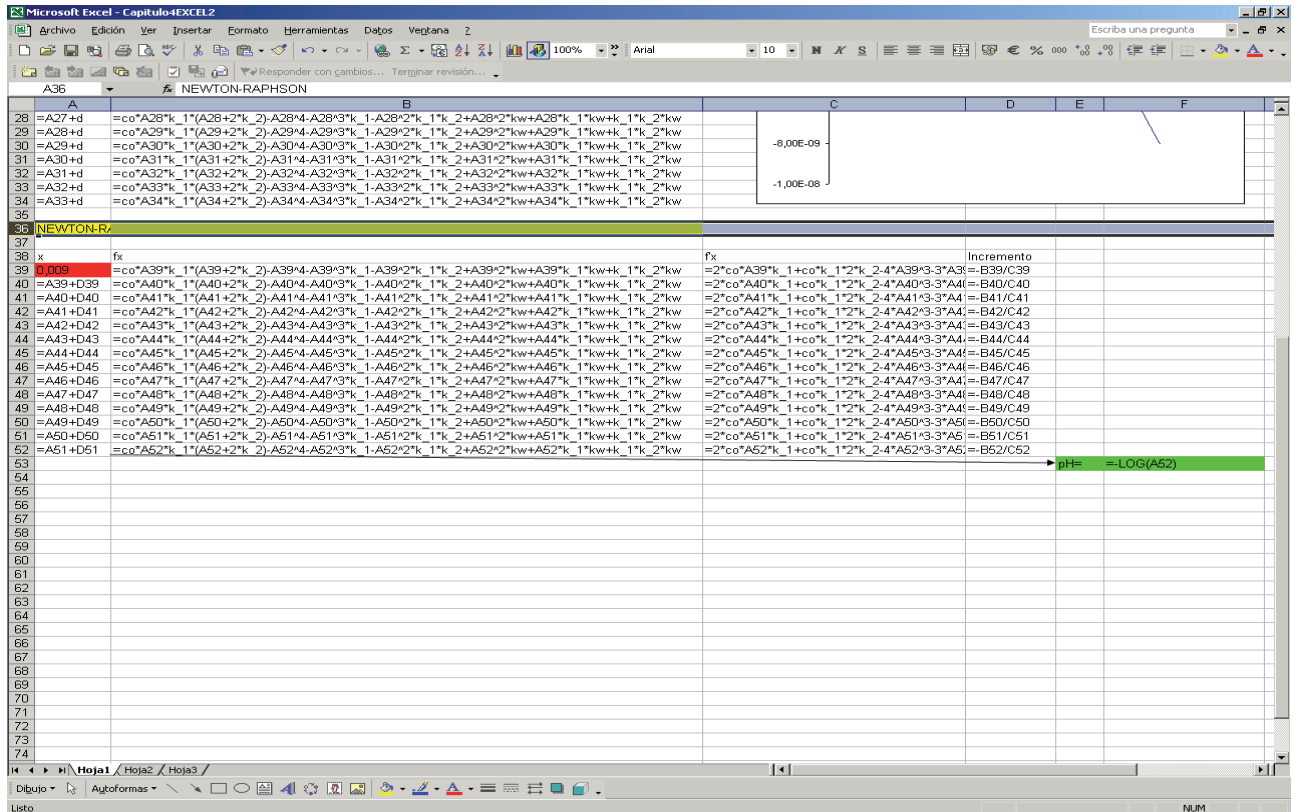 Microsoft Excel - Capitulo4EXCEL2
Archivo Edición Ver Insertar Formato Herramientas Datos Ventana ? Escriba una pregunta
100% Arial 10 N K S € % 000
Responder con cambios... Terminar revisión...
A36 fx NEWTON-RAPHSON
A B C D E F
28 =A27+d =co*A28*k_1*(A28+2*k_2)-A28^4-A28^3*k_1-A28^2*k_1*k_2+A28^2*kw+A28*k_1*kw+k_1*k_2*kw
29 =A28+d =co*A29*k_1*(A29+2*k_2)-A29^4-A29^3*k_1-A29^2*k_1*k_2+A29^2*kw+A29*k_1*kw+k_1*k_2*kw
30 =A29+d =co*A30*k_1*(A30+2*k_2)-A30^4-A30^3*k_1-A30^2*k_1*k_2+A30^2*kw+A30*k_1*kw+k_1*k_2*kw
-8,00E-09
31 =A30+d =co*A31*k_1*(A31+2*k_2)-A31^4-A31^3*k_1-A31^2*k_1*k_2+A31^2*kw+A31*k_1*kw+k_1*k_2*kw
32 =A31+d =co*A32*k_1*(A32+2*k_2)-A32^4-A32^3*k_1-A32^2*k_1*k_2+A32^2*kw+A32*k_1*kw+k_1*k_2*kw
33 =A32+d =co*A33*k_1*(A33+2*k_2)-A33^4-A33^3*k_1-A33^2*k_1*k_2+A33^2*kw+A33*k_1*kw+k_1*k_2*kw
-1,00E-08
34 =A33+d =co*A34*k_1*(A34+2*k_2)-A34^4-A34^3*k_1-A34^2*k_1*k_2+A34^2*kw+A34*k_1*kw+k_1*k_2*kw
35
36 NEWTON-RA
37
38 x fx f'x Incremento
39 0,009 =co*A39*k_1*(A39+2*k_2)-A39^4-A39^3*k_1-A39^2*k_1*k_2+A39^2*kw+A39*k_1*kw+k_1*k_2*kw =2*co*A39*k_1+co*k_1*2*k_2-4*A39^3-3*A39 =-B39/C39
40 =A39+D39 =co*A40*k_1*(A40+2*k_2)-A40^4-A40^3*k_1-A40^2*k_1*k_2+A40^2*kw+A40*k_1*kw+k_1*k_2*kw =2*co*A40*k_1+co*k_1*2*k_2-4*A40^3-3*A40 =-B40/C40
41 =A40+D40 =co*A41*k_1*(A41+2*k_2)-A41^4-A41^3*k_1-A41^2*k_1*k_2+A41^2*kw+A41*k_1*kw+k_1*k_2*kw =2*co*A41*k_1+co*k_1*2*k_2-4*A41^3-3*A41 =-B41/C41
42 =A41+D41 =co*A42*k_1*(A42+2*k_2)-A42^4-A42^3*k_1-A42^2*k_1*k_2+A42^2*kw+A42*k_1*kw+k_1*k_2*kw =2*co*A42*k_1+co*k_1*2*k_2-4*A42^3-3*A42 =-B42/C42
43 =A42+D42 =co*A43*k_1*(A43+2*k_2)-A43^4-A43^3*k_1-A43^2*k_1*k_2+A43^2*kw+A43*k_1*kw+k_1*k_2*kw =2*co*A43*k_1+co*k_1*2*k_2-4*A43^3-3*A43 =-B43/C43
44 =A43+D43 =co*A44*k_1*(A44+2*k_2)-A44^4-A44^3*k_1-A44^2*k_1*k_2+A44^2*kw+A44*k_1*kw+k_1*k_2*kw =2*co*A44*k_1+co*k_1*2*k_2-4*A44^3-3*A44 =-B44/C44
45 =A44+D44 =co*A45*k_1*(A45+2*k_2)-A45^4-A45^3*k_1-A45^2*k_1*k_2+A45^2*kw+A45*k_1*kw+k_1*k_2*kw =2*co*A45*k_1+co*k_1*2*k_2-4*A45^3-3*A45 =-B45/C45
46 =A45+D45 =co*A46*k_1*(A46+2*k_2)-A46^4-A46^3*k_1-A46^2*k_1*k_2+A46^2*kw+A46*k_1*kw+k_1*k_2*kw =2*co*A46*k_1+co*k_1*2*k_2-4*A46^3-3*A46 =-B46/C46
47 =A46+D46 =co*A47*k_1*(A47+2*k_2)-A47^4-A47^3*k_1-A47^2*k_1*k_2+A47^2*kw+A47*k_1*kw+k_1*k_2*kw =2*co*A47*k_1+co*k_1*2*k_2-4*A47^3-3*A47 =-B47/C47
48 =A47+D47 =co*A48*k_1*(A48+2*k_2)-A48^4-A48^3*k_1-A48^2*k_1*k_2+A48^2*kw+A48*k_1*kw+k_1*k_2*kw =2*co*A48*k_1+co*k_1*2*k_2-4*A48^3-3*A48 =-B48/C48
49 =A48+D48 =co*A49*k_1*(A49+2*k_2)-A49^4-A49^3*k_1-A49^2*k_1*k_2+A49^2*kw+A49*k_1*kw+k_1*k_2*kw =2*co*A49*k_1+co*k_1*2*k_2-4*A49^3-3*A49 =-B49/C49
50 =A49+D49 =co*A50*k_1*(A50+2*k_2)-A50^4-A50^3*k_1-A50^2*k_1*k_2+A50^2*kw+A50*k_1*kw+k_1*k_2*kw =2*co*A50*k_1+co*k_1*2*k_2-4*A50^3-3*A50 =-B50/C50
51 =A50+D50 =co*A51*k_1*(A51+2*k_2)-A51^4-A51^3*k_1-A51^2*k_1*k_2+A51^2*kw+A51*k_1*kw+k_1*k_2*kw =2*co*A51*k_1+co*k_1*2*k_2-4*A51^3-3*A51 =-B51/C51
52 =A51+D51 =co*A52*k_1*(A52+2*k_2)-A52^4-A52^3*k_1-A52^2*k_1*k_2+A52^2*kw+A52*k_1*kw+k_1*k_2*kw =2*co*A52*k_1+co*k_1*2*k_2-4*A52^3-3*A52 =-B52/C52
53 pH= =-LOG(A52)
54
55
56
57
58
59
60
61
62
63
64
65
66
67
68
69
70
71
72
73
74
Hoja1 Hoja2 Hoja3
Dibujo Autoformas
Listo NUM